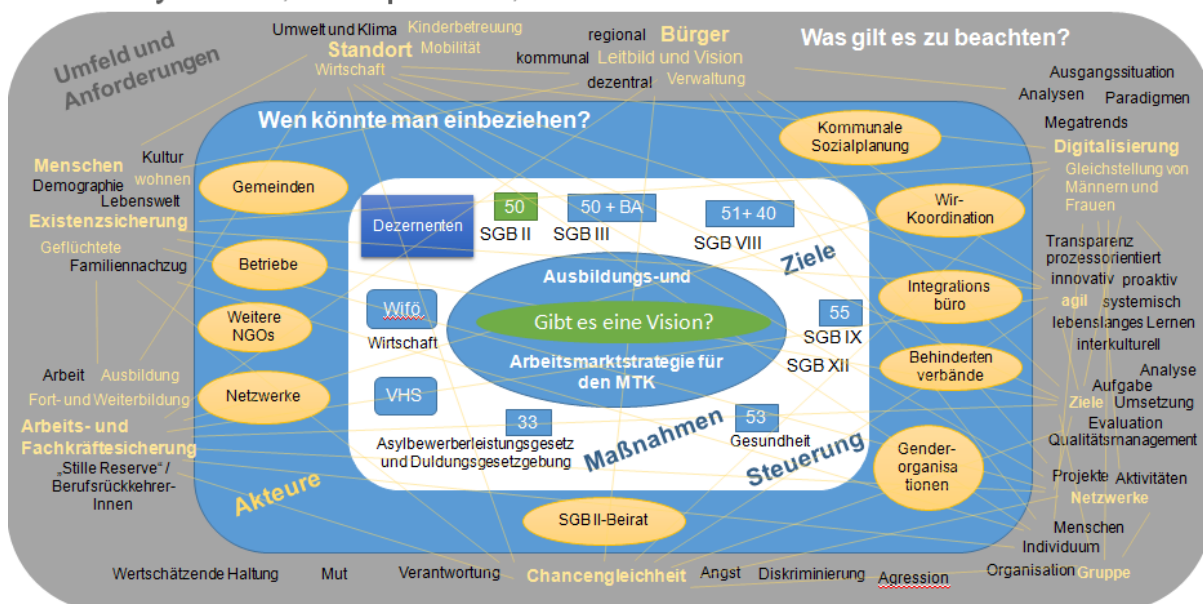 Umwelt und Klima
Kinderbetreuung
Standort
Mobilität
Wirtschaft
regional
Bürger
kommunal
Leitbild und Vision
dezentral
Verwaltung
Was gilt es zu beachten?
Umfeld und
Anforderungen
Ausgangssituation
Analysen
Paradigmen
Megatrends
Digitalisierung
Gleichstellung von
Männern und
Frauen
Wen könnte man einbeziehen?
Kommunale
Sozialplanung
Menschen
Kultur
wohnen
Demographie
Lebenswelt
Existenzsicherung
Geflüchtete
Familiennachzug
Gemeinden
Betriebe
Weitere
NGOs
Netzwerke
Dezernenten
50
SGB II
50 + BA
SGB III
51+ 40
SGB VIII
Ziele
Wir-
Koordination
Integrations
büro
Behinderten
verbände
Gender-
organisa
tionen
Ausbildungs-und
Gibt es eine Vision?
Arbeitsmarktstrategie für
den MTK
Wifö
Wirtschaft
VHS
55
SGB IX
SGB XII
33
Asylbewerberleistungsgesetz
und Duldungsgesetzgebung
Maßnahmen
53
Gesundheit
Steuerung
Akteure
SGB II-Beirat
Transparenz
prozessorientiert
innovativ
proaktiv
agil
systemisch
lebenslanges Lernen
interkulturell
Analyse
Aufgabe
Ziele
Umsetzung
Evaluation
Qualitätsmanagement
Projekte
Aktivitäten
Netzwerke
Menschen
Individuum
Organisation
Gruppe
Arbeit
Ausbildung
Fort- und Weiterbildung
Arbeits- und
Fachkräftesicherung
„Stille Reserve“ /
Berufsrückkehrer-
Innen
Wertschätzende Haltung
Mut
Verantwortung
Chancengleichheit
Angst
Diskriminierung
Agression